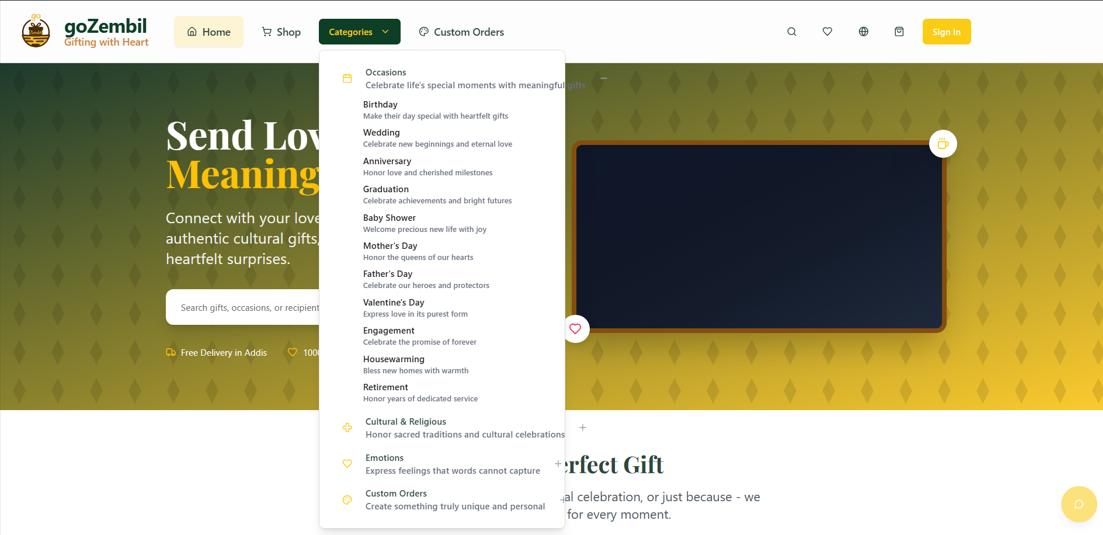 go
goZembil
Gifting with Heart
Home
Shop
Categories
Custom Orders
Sign In
Occasions
Celebrate life's special moments with meaningful gifts
Birthday
Make their day special with heartfelt gifts
Wedding
Celebrate new beginnings and eternal love
Anniversary
Honor love and cherished milestones
Graduation
Celebrate achievements and bright futures
Baby Shower
Welcome precious new life with joy
Mother's Day
Honor the queens of our hearts
Father's Day
Celebrate our heroes and protectors
Valentine's Day
Express love in its purest form
Engagement
Celebrate the promise of forever
Housewarming
Bless new homes with warmth
Retirement
Honor years of dedicated service
Cultural & Religious
Honor sacred traditions and cultural celebrations
Emotions
Express feelings that words cannot capture
Custom Orders
Create something truly unique and personal
Send Lov
Meaning
Connect with your love
authentic cultural gifts,
heartfelt surprises.
Search gifts, occasions, or recipient
Free Delivery in Addis
1000
erfect Gift
al celebration, or just because - we
for every moment.